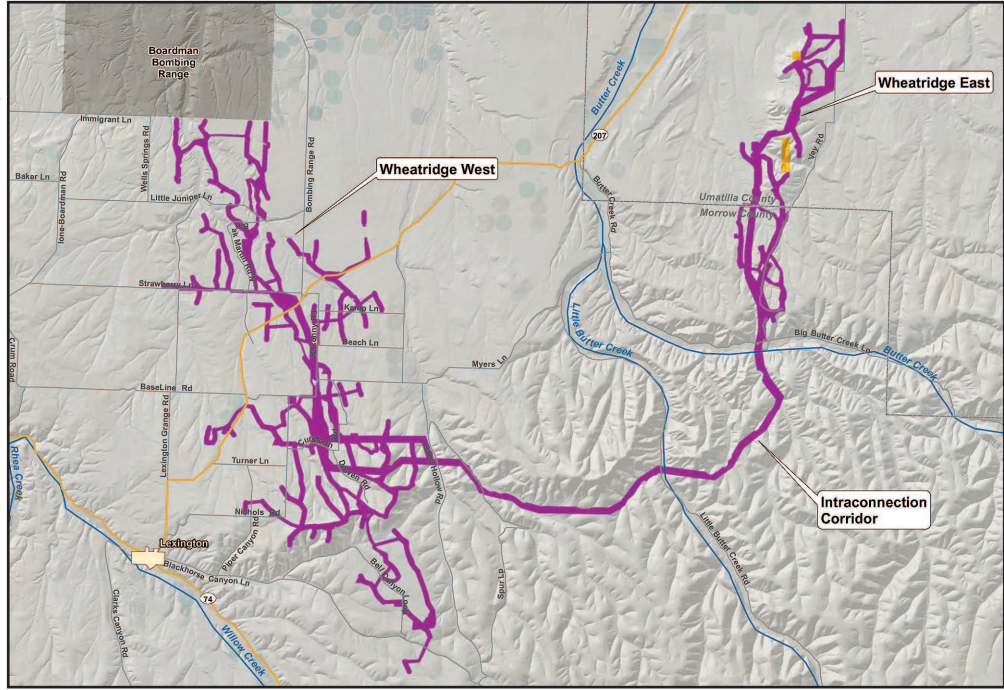 Boardman
Bombing
Range
Immigrant Ln
Wells Springs Rd
Bombing Range Rd
Baker Ln
Ione-Boardman Rd
Little Juniper Ln
Wheatridge West
Strawberry Ln
Kemp Ln
Beach Ln
Myers Ln
BaseLine Rd
Crum Road
Lexington Grange Rd
Turner Ln
Nichols Rd
Piper Canyon Rd
Rhea Creek
Lexington
Blackhorse Canyon Ln
Clarks Canyon Rd
74
Willow Creek
Spur Lp
207
Butter Creek
Butter Creek Rd
Little Butter Creek
Little Butter Creek Rd
Big Butter Creek Ln
Butter Creek
Umatilla County
Morrow County
Vey Rd
Wheatridge East
Intraconnection
Corridor